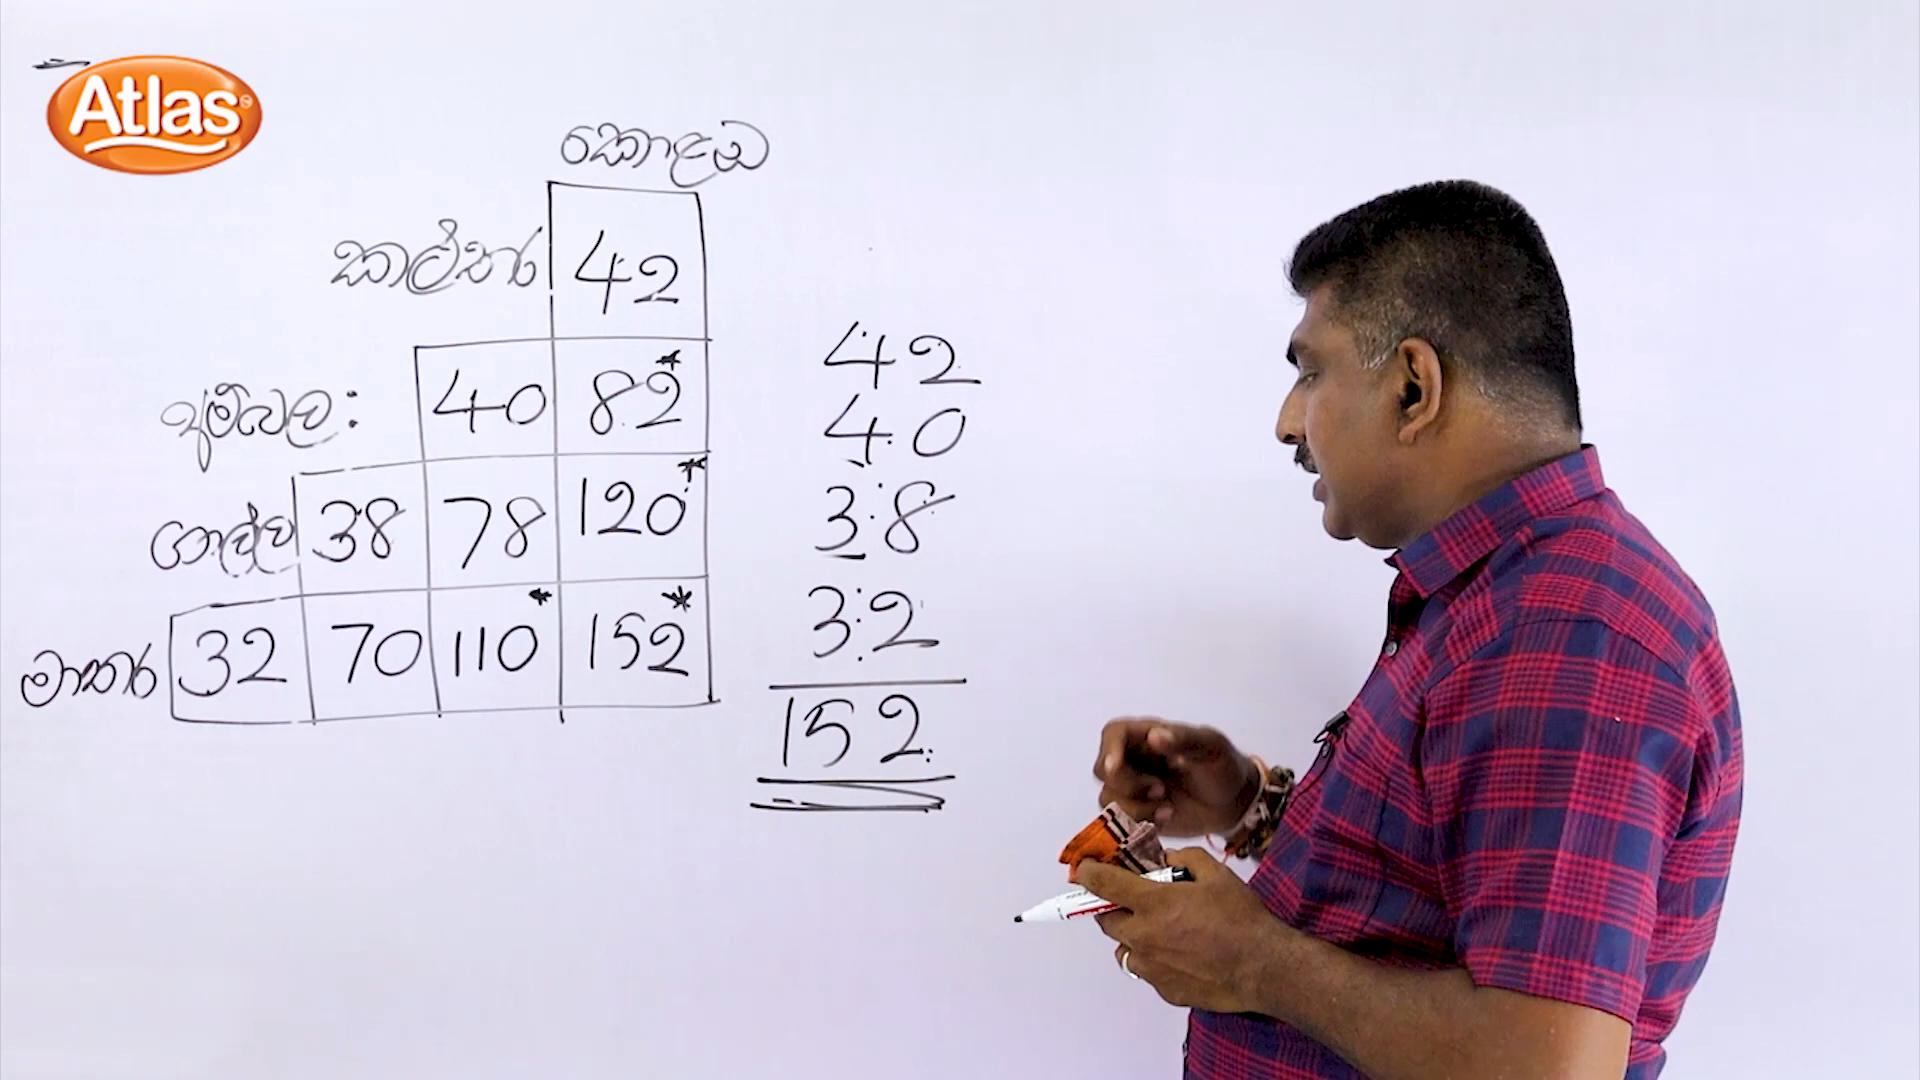 Atlas
කොළඹ
කළුතර 42
අම්බල: 40 82*
ගාල්ල 38 78 120*
මාතර 32 70 110* 152*
42
40
38
32
152